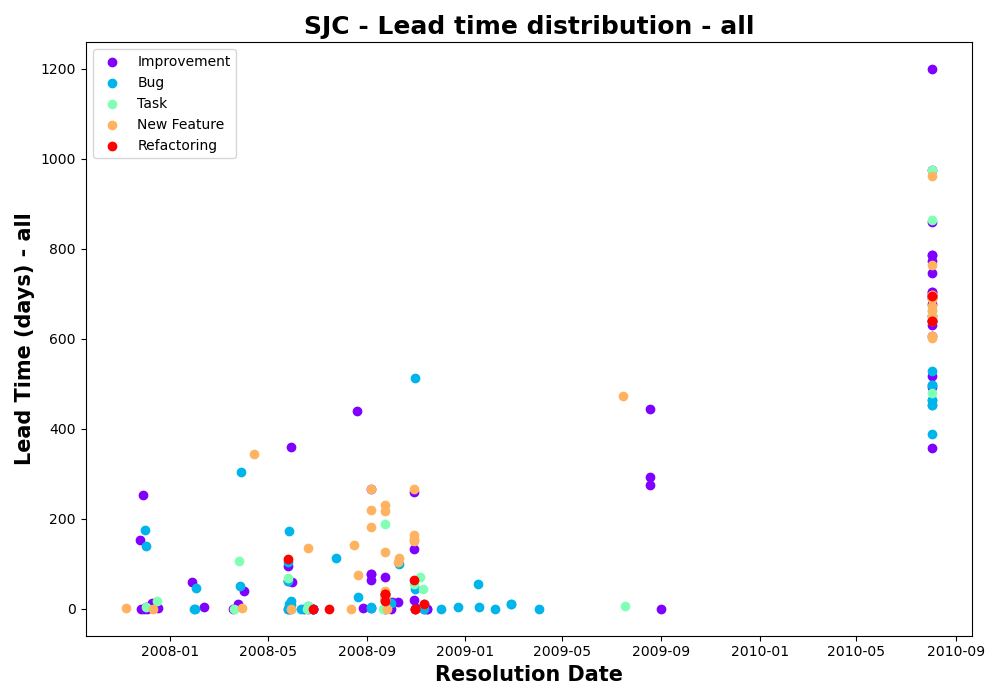 SJC - Lead time distribution - all
Improvement
Bug
Task
New Feature
Refactoring
Lead Time (days) - all
1200
1000
800
600
400
200
0
2008-01
2008-05
2008-09
2009-01
2009-05
2009-09
2010-01
2010-05
2010-09
Resolution Date